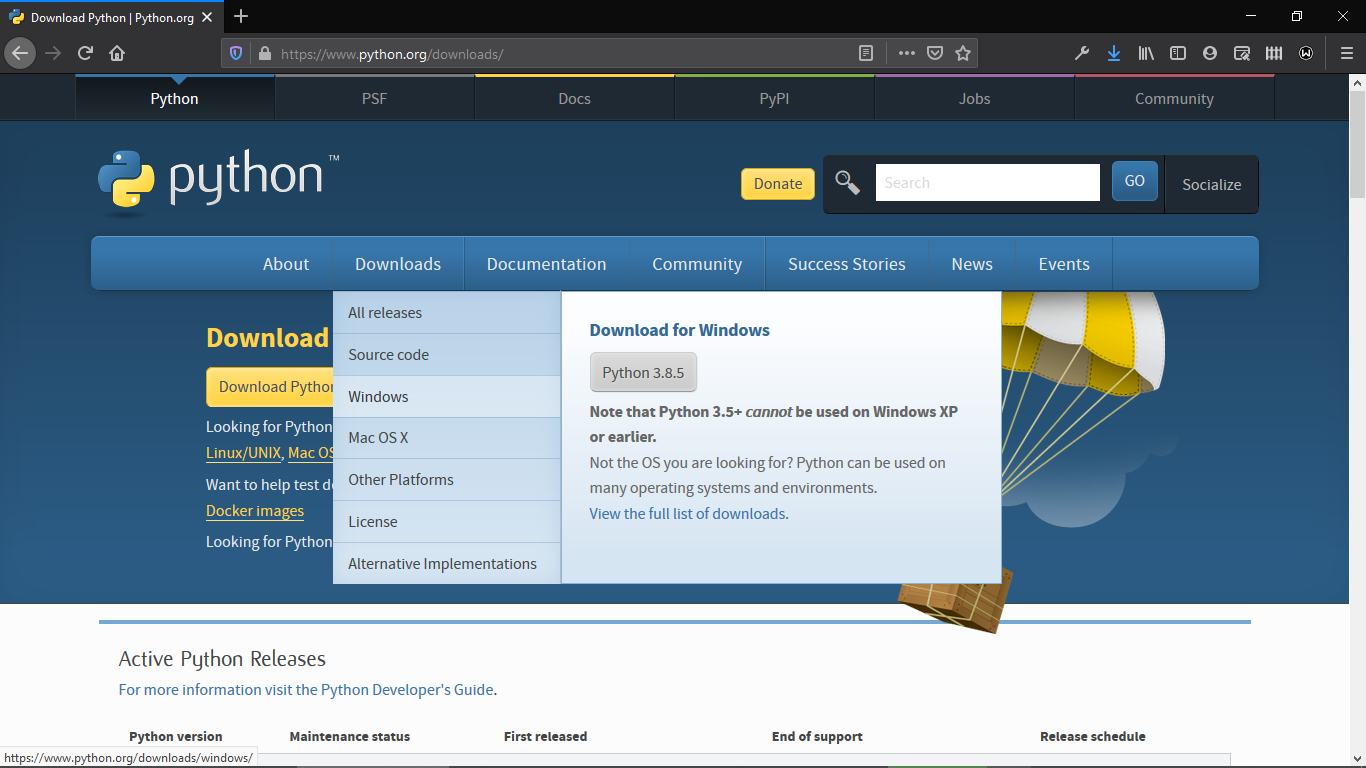 Download Python | Python.org
https://www.python.org/downloads/
Python PSF Docs PyPI Jobs Community
python™
Donate
Search
GO
Socialize
About Downloads Documentation Community Success Stories News Events
Download
Download Python
Looking for Python
Linux/UNIX, Mac OS
Want to help test de
Docker images
Looking for Python
All releases
Source code
Windows
Mac OS X
Other Platforms
License
Alternative Implementations
Download for Windows
Python 3.8.5
Note that Python 3.5+ cannot be used on Windows XP
or earlier.
Not the OS you are looking for? Python can be used on
many operating systems and environments.
View the full list of downloads.
Active Python Releases
For more information visit the Python Developer's Guide.
Python version Maintenance status First released End of support Release schedule
https://www.python.org/downloads/windows/